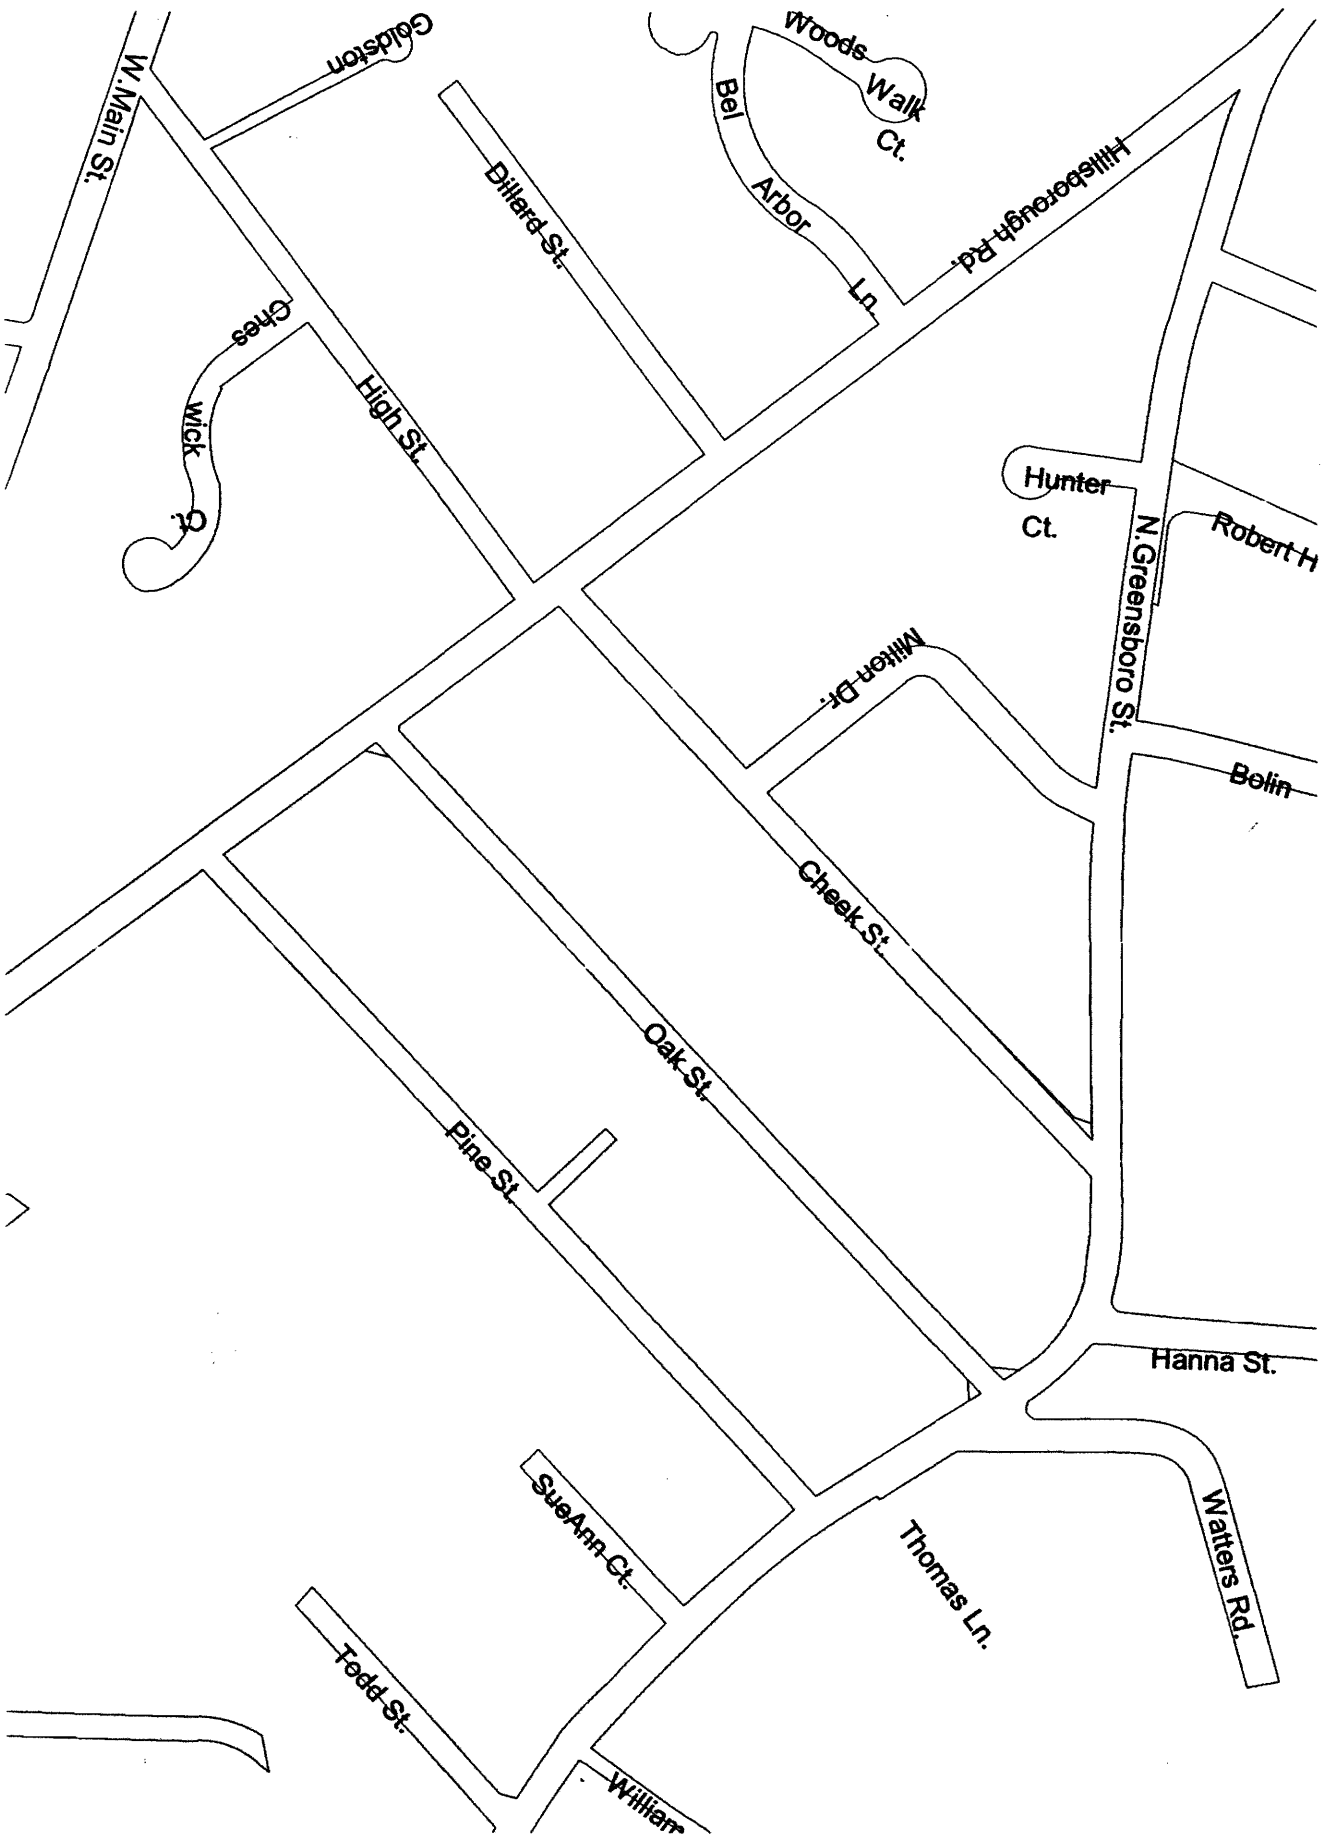 Goldston
Woods
Walk
Ct.
W.Main St.
Bel
Arbor
Ln.
Hillsborough Rd.
Dillard St.
Ches
wick
Ct.
High St.
Hunter
Ct.
N.Greensboro St.
Robert H
Milton Dr.
Bolin
Cheek St.
Oak St.
Pine St.
Hanna St.
SueAnn Ct.
Thomas Ln.
Watters Rd.
Todd St.
William